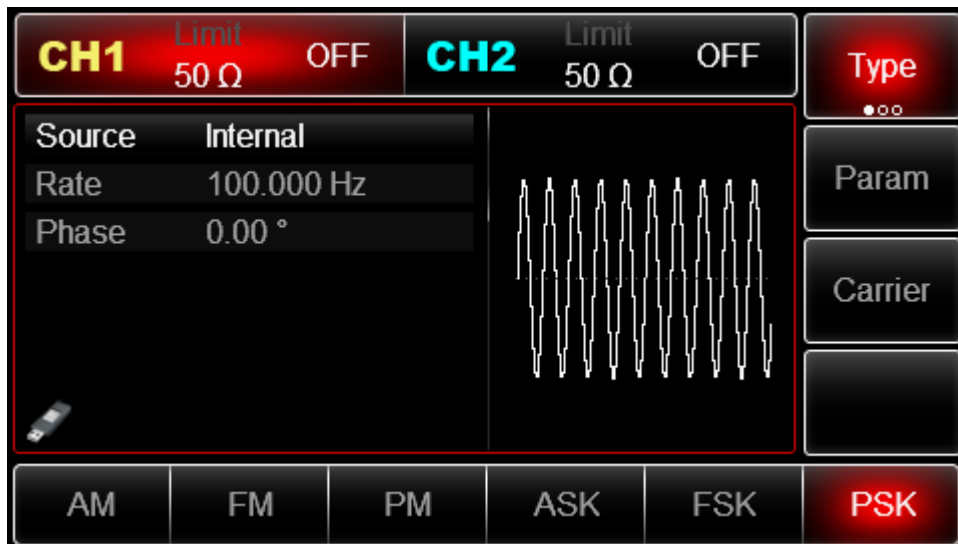 CH1 Limit 50 Ω OFF
CH2 Limit 50 Ω OFF
Type
Source Internal
Rate 100.000 Hz
Phase 0.00 °
Param
Carrier
AM FM PM ASK FSK PSK